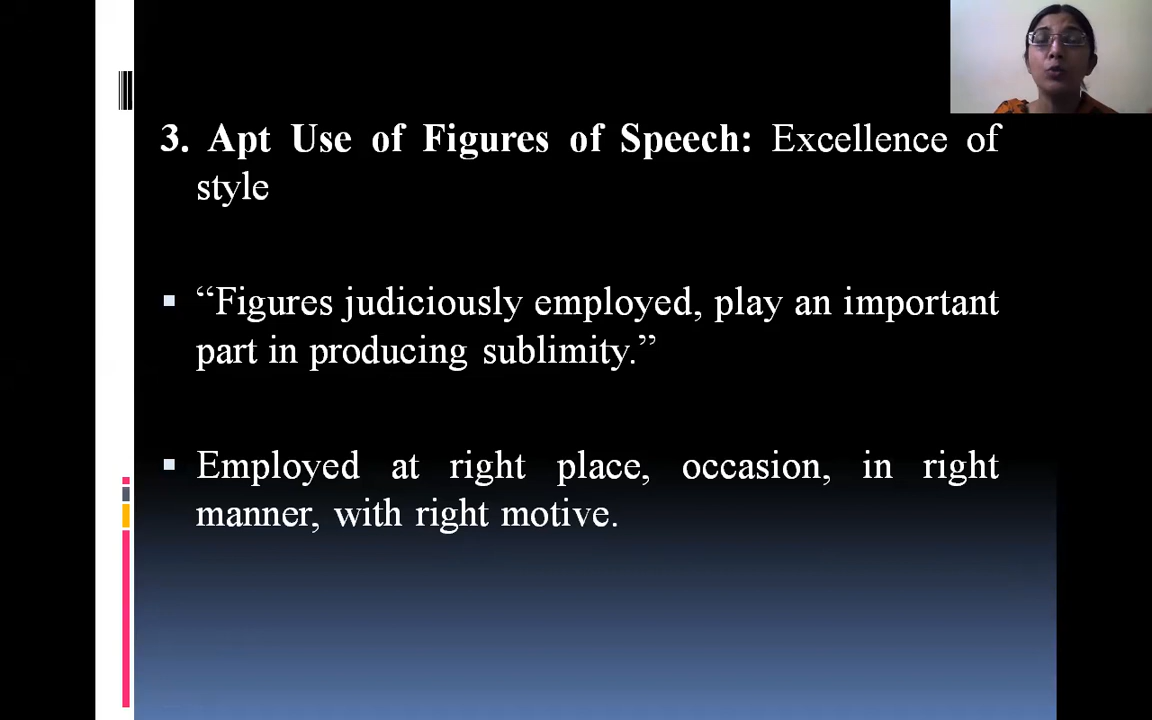 3. Apt Use of Figures of Speech: Excellence of
style
“Figures judiciously employed, play an important
part in producing sublimity.”
Employed at right place, occasion, in right
manner, with right motive.